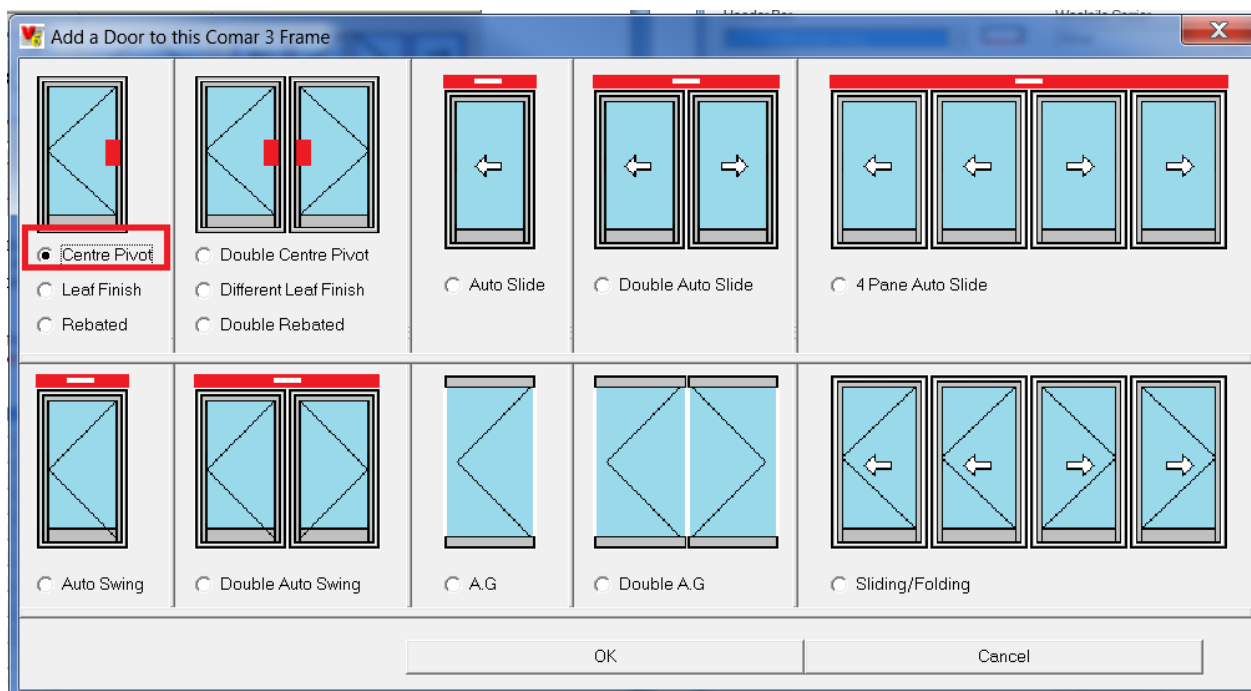 Add a Door to this Comar 3 Frame
Centre Pivot
Leaf Finish
Rebated
Double Centre Pivot
Different Leaf Finish
Double Rebated
Auto Slide
Double Auto Slide
4 Pane Auto Slide
Auto Swing
Double Auto Swing
A.G
Double A.G
Sliding/Folding
OK
Cancel